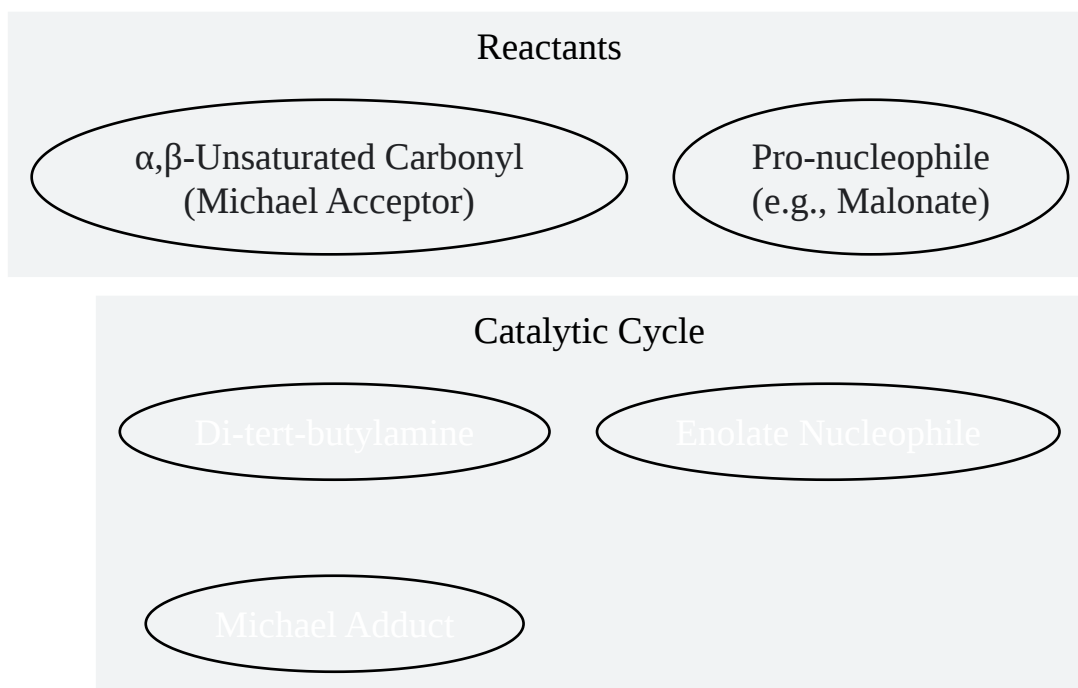 Reactants
α,β-Unsaturated Carbonyl
(Michael Acceptor)
Pro-nucleophile
(e.g., Malonate)
Catalytic Cycle
Di-tert-butylamine
Enolate Nucleophile
Michael Adduct